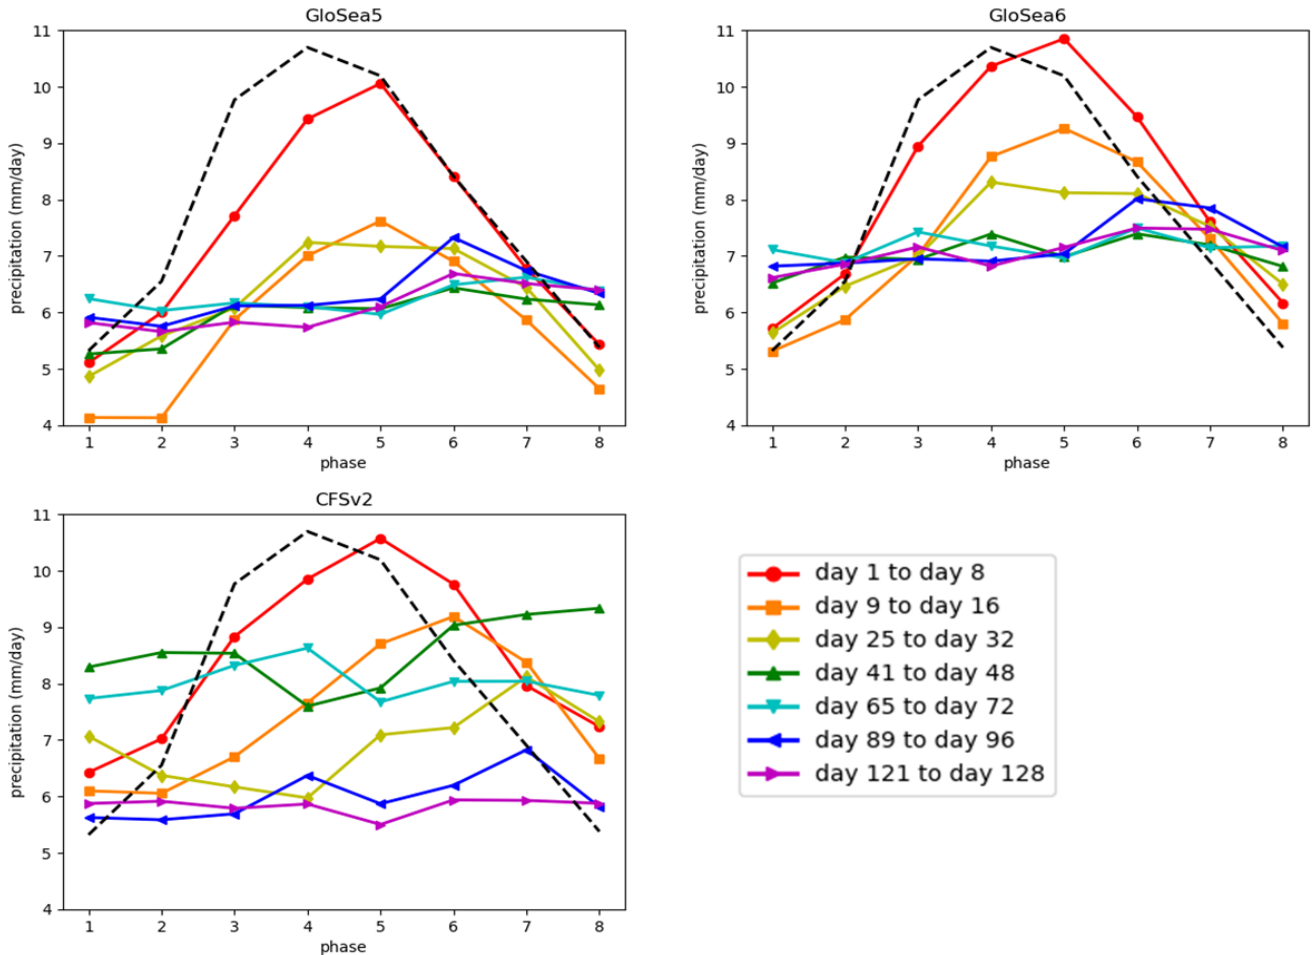 GloSea5
11
10
9
8
7
6
5
4
precipitation (mm/day)
1 2 3 4 5 6 7 8
phase
GloSea6
11
10
9
8
7
6
5
4
precipitation (mm/day)
1 2 3 4 5 6 7 8
phase
CFSv2
11
10
9
8
7
6
5
4
precipitation (mm/day)
1 2 3 4 5 6 7 8
phase
day 1 to day 8
day 9 to day 16
day 25 to day 32
day 41 to day 48
day 65 to day 72
day 89 to day 96
day 121 to day 128